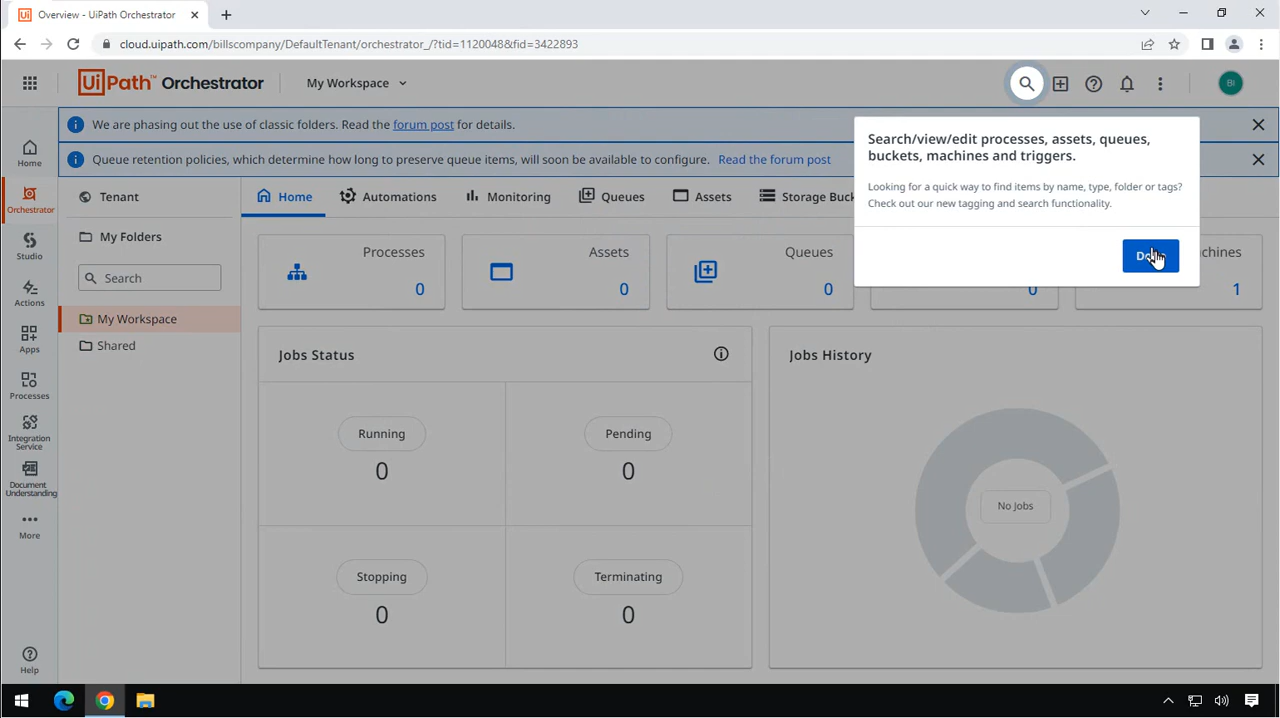 Overview - UiPath Orchestrator
cloud.uipath.com/billscompany/DefaultTenant/orchestrator_/?tid=1120048&fid=3422893
Ui Path™ Orchestrator
My Workspace
BI
We are phasing out the use of classic folders. Read the forum post for details.
Queue retention policies, which determine how long to preserve queue items, will soon be available to configure. Read the forum post
Search/view/edit processes, assets, queues,
buckets, machines and triggers.
Looking for a quick way to find items by name, type, folder or tags?
Check out our new tagging and search functionality.
Home
Orchestrator
Studio
Actions
Apps
Processes
Integration
Service
Document
Understanding
More
Help
Tenant
My Folders
Search
My Workspace
Shared
Home
Automations
Monitoring
Queues
Assets
Storage Buck
Processes
0
Assets
0
Queues
0
0
chines
1
Jobs Status
Running
0
Pending
0
Stopping
0
Terminating
0
Jobs History
No Jobs